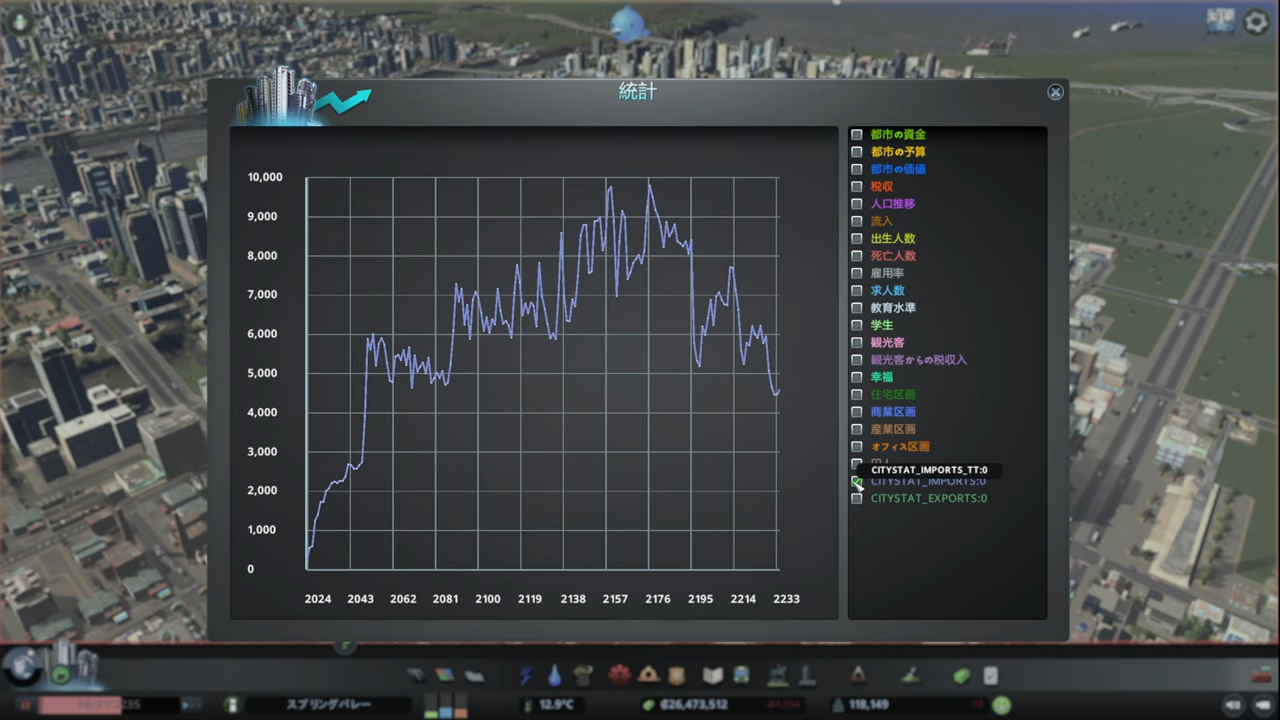 統計
10,000
9,000
8,000
7,000
6,000
5,000
4,000
3,000
2,000
1,000
0
2024 2043 2062 2081 2100 2119 2138 2157 2176 2195 2214 2233
都市の資金
都市の予算
都市の価値
税収
人口推移
流入
出生人数
死亡人数
雇用率
求人数
教育水準
学生
観光客
観光客からの税収入
幸福
住宅区画
商業区画
産業区画
オフィス区画
CITYSTAT_IMPORTS_TT:0
CITYSTAT_IMPORTS:0
CITYSTAT_EXPORTS:0
スプリングバレー
12.9°C
₡26,473,512
118,149